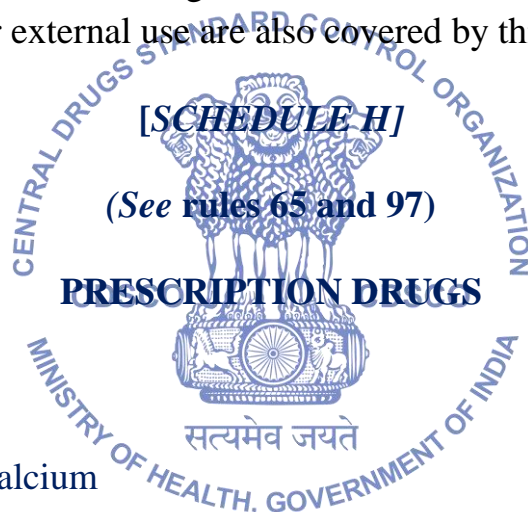 r external use are also covered by th
CENTRAL DRUGS STANDARD CONTROL ORGANIZATION
[SCHEDULE H]
(See rules 65 and 97)
PRESCRIPTION DRUGS
सत्यमेव जयते
MINISTRY OF HEALTH, GOVERNMENT OF INDIA
alcium